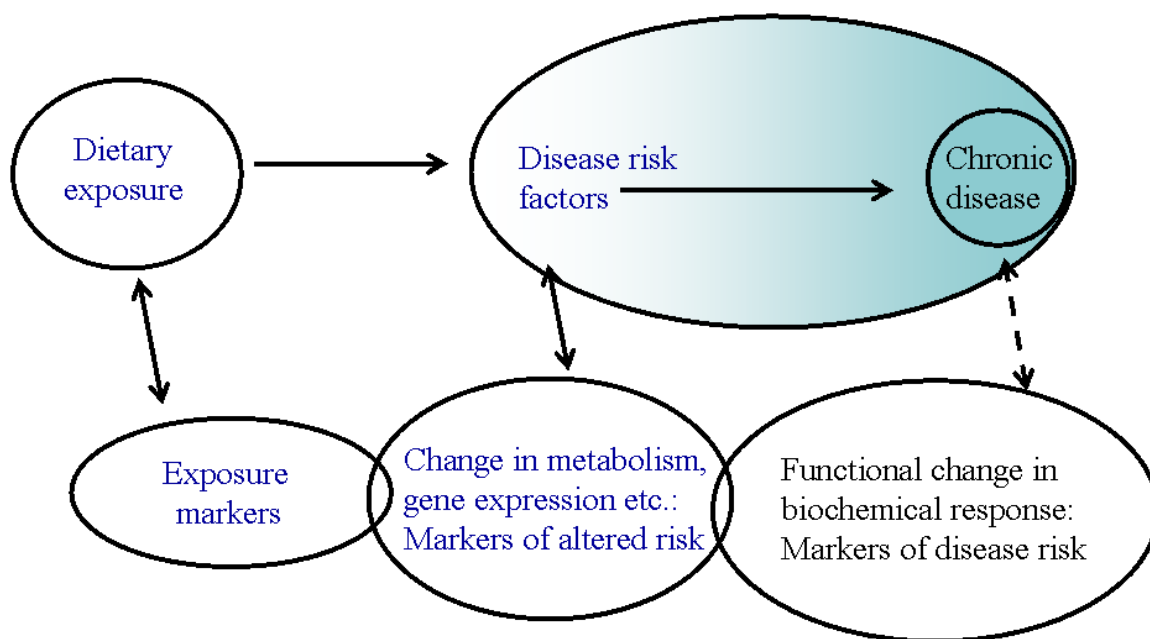 Dietary
exposure
Disease risk
factors
Chronic
disease
Exposure
markers
Change in metabolism,
gene expression etc.:
Markers of altered risk
Functional change in
biochemical response:
Markers of disease risk